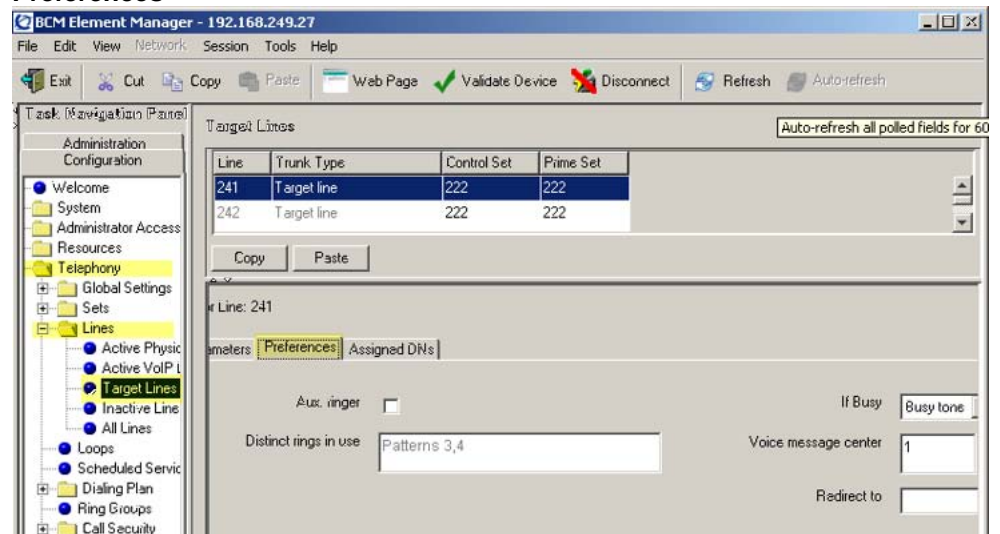 Preferences
BCM Element Manager - 192.168.249.27
File Edit View Network Session Tools Help
Exit Cut Copy Paste Web Page Validate Device Disconnect Refresh Auto-refresh
Task Navigation Panel
Administration
Configuration
Welcome
System
Administrator Access
Resources
Telephony
Global Settings
Sets
Lines
Active Physic
Active VoIP L
Target Lines
Inactive Line
All Lines
Loops
Scheduled Servic
Dialing Plan
Ring Groups
Call Security
Target Lines
Auto-refresh all polled fields for 60
Line Trunk Type Control Set Prime Set
241 Target line 222 222
242 Target line 222 222
Copy Paste
r Line: 241
ameters Preferences Assigned DNs
Aux. ringer
If Busy Busy tone
Distinct rings in use Patterns 3,4
Voice message center 1
Redirect to